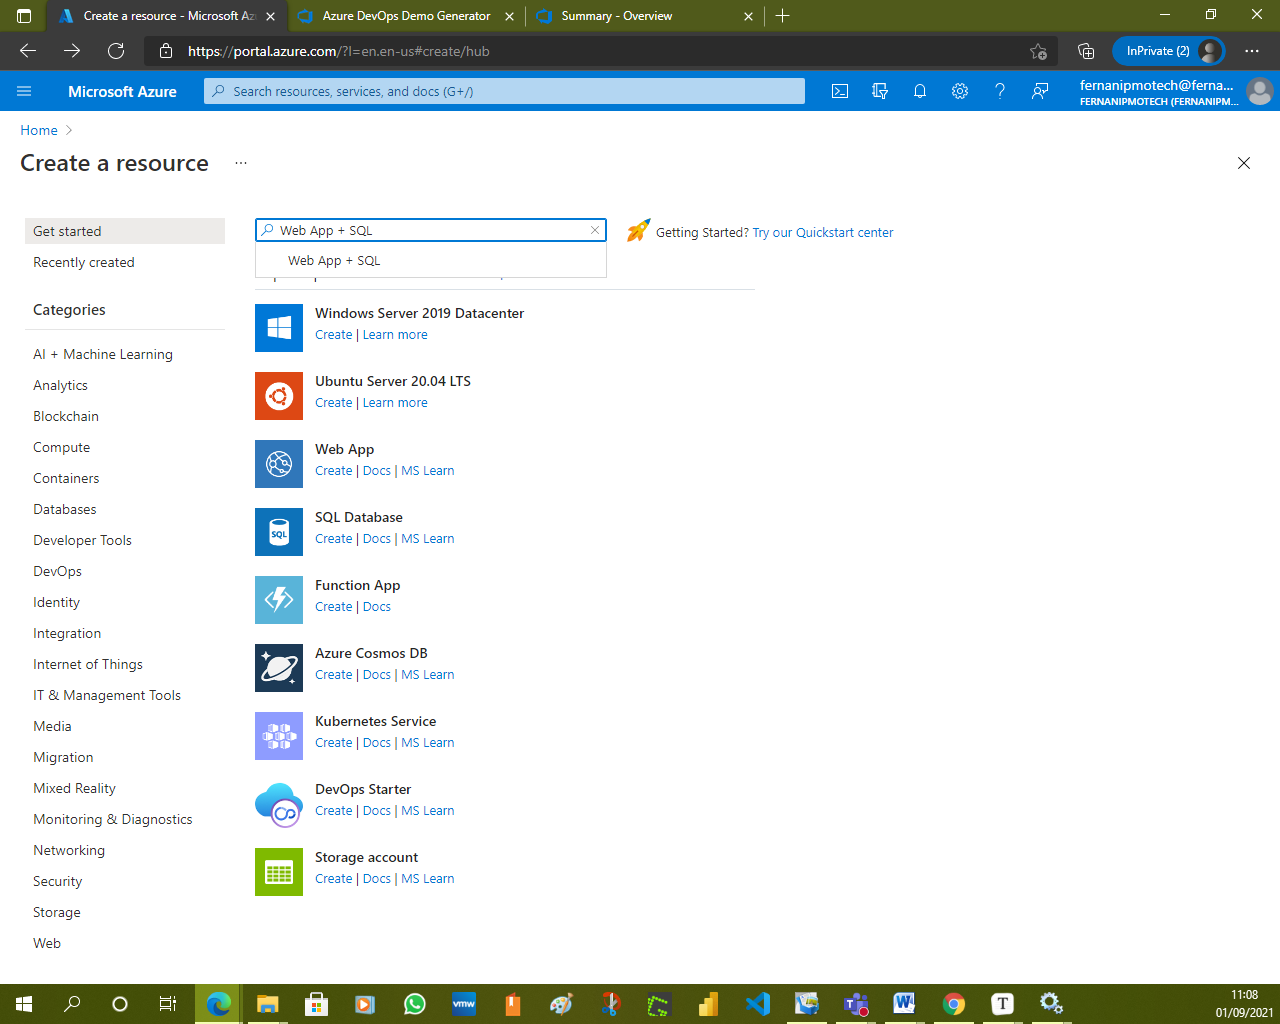 Create a resource - Microsoft Az
Azure DevOps Demo Generator
Summary - Overview
https://portal.azure.com/?l=en.en-us#create/hub
InPrivate (2)
Microsoft Azure
Search resources, services, and docs (G+/)
fernanipmotech@ferna...
FERNANIPMOTECH (FERNANIPM...
Home
Create a resource
...
Get started
Recently created
Categories
AI + Machine Learning
Analytics
Blockchain
Compute
Containers
Databases
Developer Tools
DevOps
Identity
Integration
Internet of Things
IT & Management Tools
Media
Migration
Mixed Reality
Monitoring & Diagnostics
Networking
Security
Storage
Web
Web App + SQL
Web App + SQL
Getting Started? Try our Quickstart center
Windows Server 2019 Datacenter
Create | Learn more
Ubuntu Server 20.04 LTS
Create | Learn more
Web App
Create | Docs | MS Learn
SQL
SQL Database
Create | Docs | MS Learn
Function App
Create | Docs
Azure Cosmos DB
Create | Docs | MS Learn
Kubernetes Service
Create | Docs | MS Learn
DevOps Starter
Create | Docs | MS Learn
Storage account
Create | Docs | MS Learn
vmw
T
11:08
01/09/2021